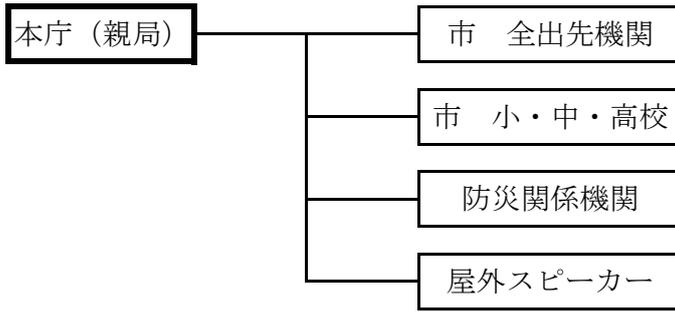 本庁（親局）
市　全出先機関
市　小・中・高校
防災関係機関
屋外スピーカー